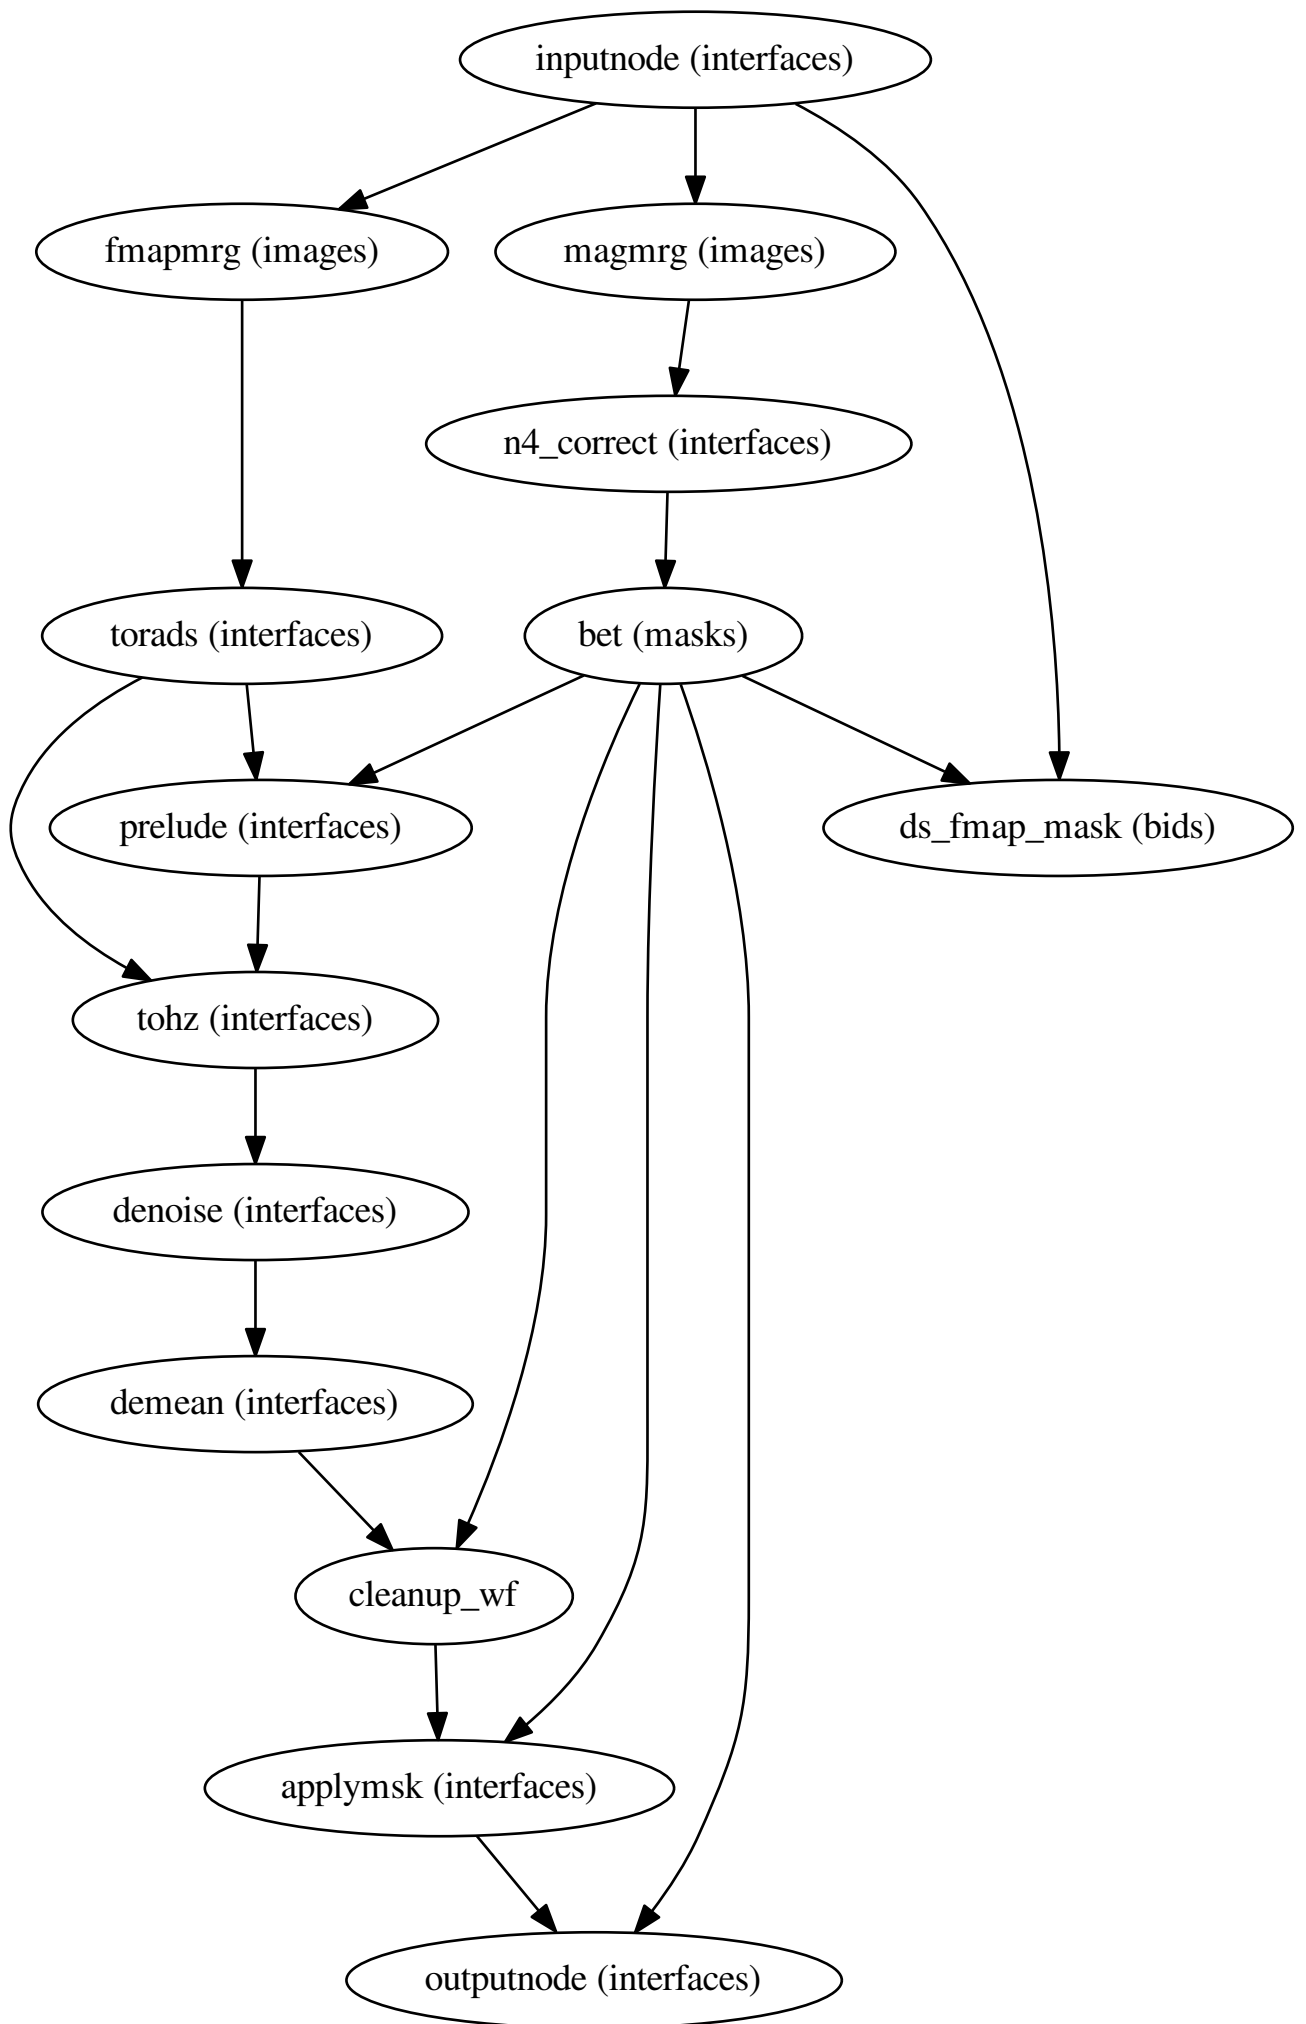 inputnode (interfaces)
fmapmrg (images)
magmrg (images)
n4_correct (interfaces)
torads (interfaces)
bet (masks)
prelude (interfaces)
ds_fmap_mask (bids)
tohz (interfaces)
denoise (interfaces)
demean (interfaces)
cleanup_wf
applymsk (interfaces)
outputnode (interfaces)